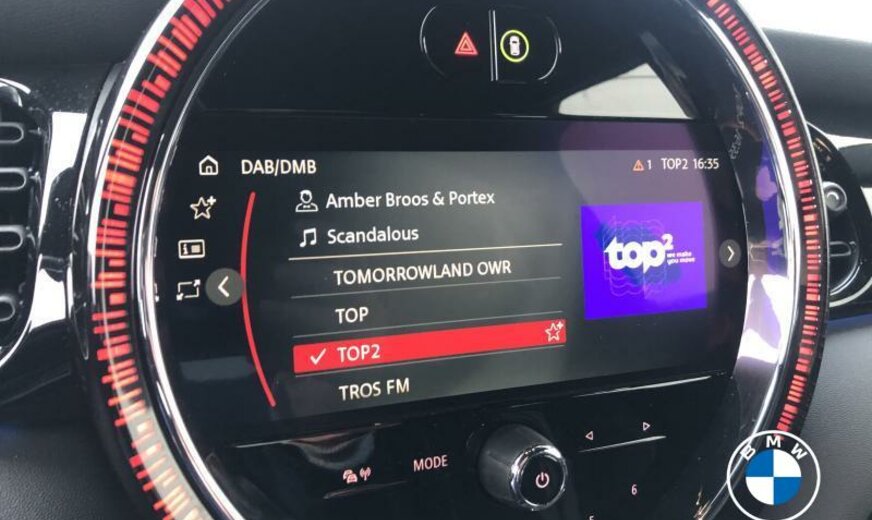 DAB/DMB
1 TOP2 16:35
Amber Broos & Portex
Scandalous
TOMORROWLAND OWR
TOP
TOP2
TROS FM
top²
we make
you move
MODE
6
5
BMW